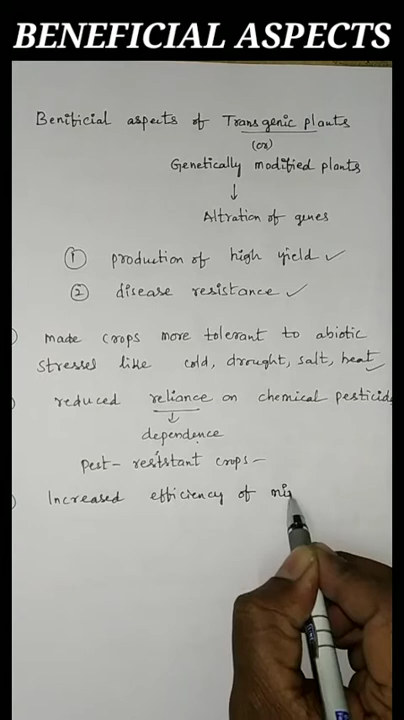 BENEFICIAL ASPECTS
Benificial aspects of Transgenic plants
(or)
Genetically modified plants
↓
Altration of genes
① production of high yield ✓
② disease resistance ✓
made crops more tolerant to abiotic
stresses like cold, drought, salt, heat ✓
reduced reliance on chemical pesticid
↓
dependence
pest- resistant crops -
Increased efficiency of mi